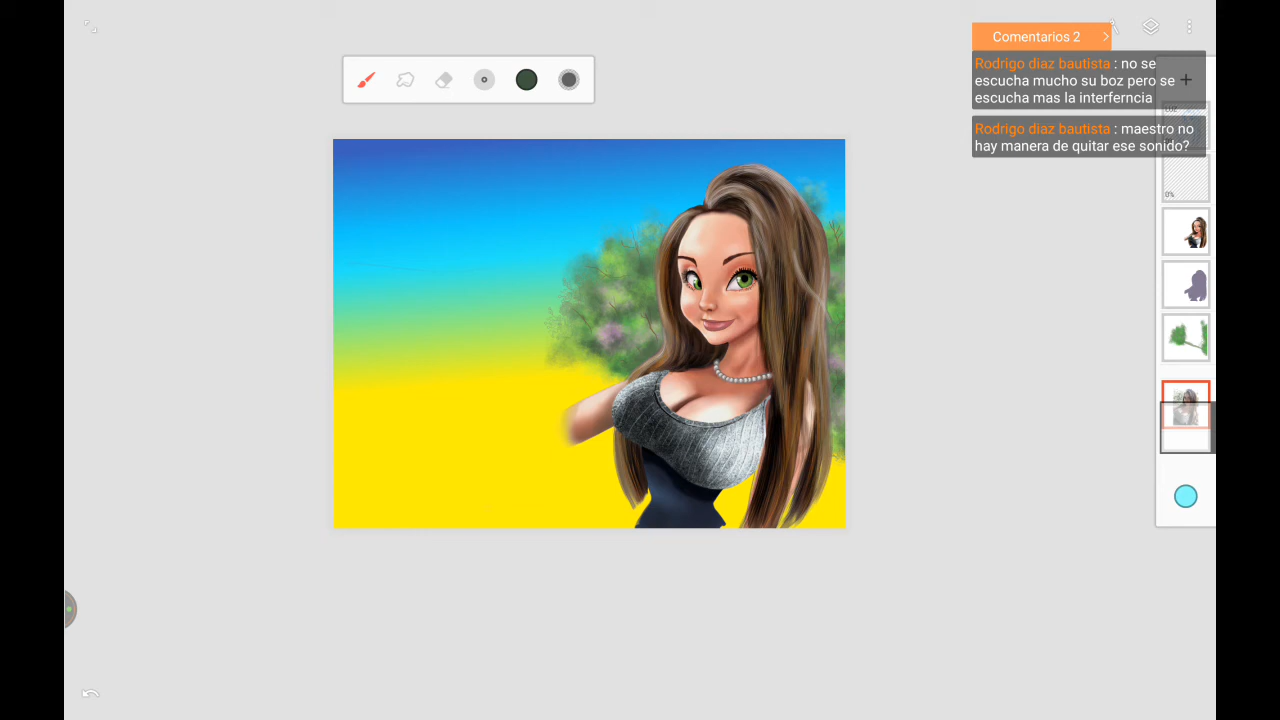 Comentarios 2
Rodrigo diaz bautista : no se
escucha mucho su boz pero se
escucha mas la interferncia
Rodrigo diaz bautista : maestro no
hay manera de quitar ese sonido?
0%